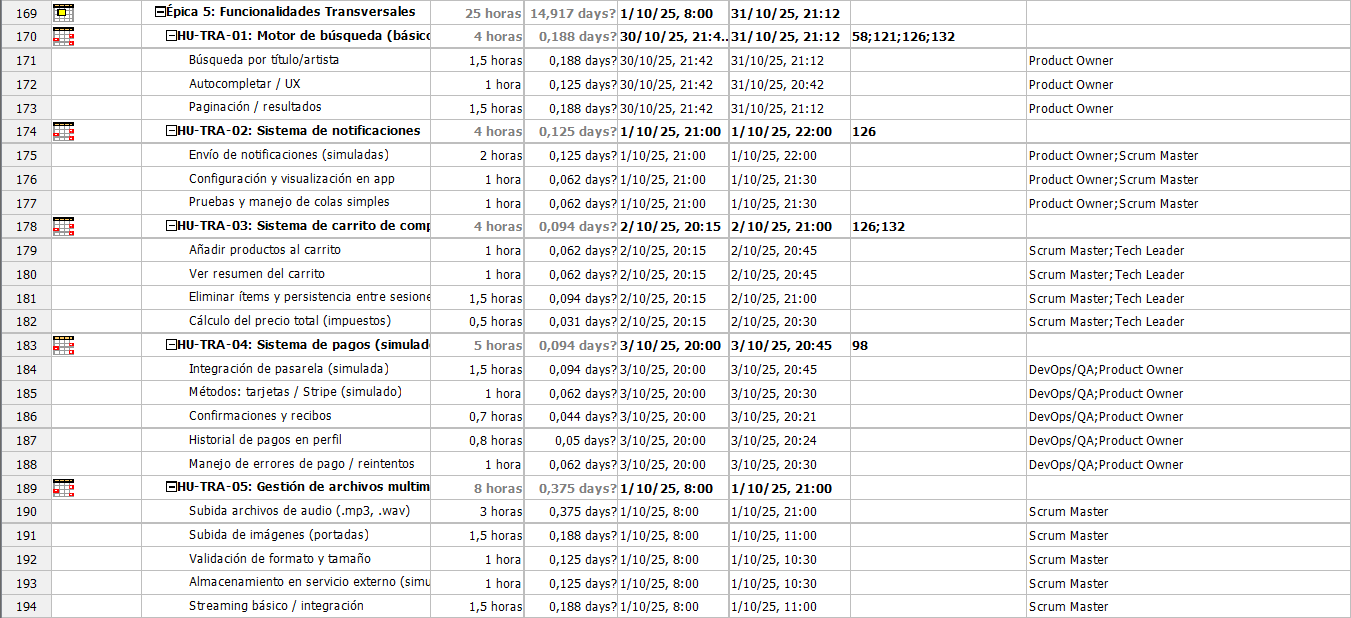 169 Épica 5: Funcionalidades Transversales 25 horas 14,917 days? 1/10/25, 8:00 31/10/25, 21:12
170 HU-TRA-01: Motor de búsqueda (básico 4 horas 0,188 days? 30/10/25, 21:4.. 31/10/25, 21:12 58;121;126;132
171 Búsqueda por título/artista 1,5 horas 0,188 days? 30/10/25, 21:42 31/10/25, 21:12 Product Owner
172 Autocompletar / UX 1 hora 0,125 days? 30/10/25, 21:42 31/10/25, 20:42 Product Owner
173 Paginación / resultados 1,5 horas 0,188 days? 30/10/25, 21:42 31/10/25, 21:12 Product Owner
174 HU-TRA-02: Sistema de notificaciones 4 horas 0,125 days? 1/10/25, 21:00 1/10/25, 22:00 126
175 Envío de notificaciones (simuladas) 2 horas 0,125 days? 1/10/25, 21:00 1/10/25, 22:00 Product Owner;Scrum Master
176 Configuración y visualización en app 1 hora 0,062 days? 1/10/25, 21:00 1/10/25, 21:30 Product Owner;Scrum Master
177 Pruebas y manejo de colas simples 1 hora 0,062 days? 1/10/25, 21:00 1/10/25, 21:30 Product Owner;Scrum Master
178 HU-TRA-03: Sistema de carrito de comp 4 horas 0,094 days? 2/10/25, 20:15 2/10/25, 21:00 126;132
179 Añadir productos al carrito 1 hora 0,062 days? 2/10/25, 20:15 2/10/25, 20:45 Scrum Master;Tech Leader
180 Ver resumen del carrito 1 hora 0,062 days? 2/10/25, 20:15 2/10/25, 20:45 Scrum Master;Tech Leader
181 Eliminar ítems y persistencia entre sesione 1,5 horas 0,094 days? 2/10/25, 20:15 2/10/25, 21:00 Scrum Master;Tech Leader
182 Cálculo del precio total (impuestos) 0,5 horas 0,031 days? 2/10/25, 20:15 2/10/25, 20:30 Scrum Master;Tech Leader
183 HU-TRA-04: Sistema de pagos (simulad 5 horas 0,094 days? 3/10/25, 20:00 3/10/25, 20:45 98
184 Integración de pasarela (simulada) 1,5 horas 0,094 days? 3/10/25, 20:00 3/10/25, 20:45 DevOps/QA;Product Owner
185 Métodos: tarjetas / Stripe (simulado) 1 hora 0,062 days? 3/10/25, 20:00 3/10/25, 20:30 DevOps/QA;Product Owner
186 Confirmaciones y recibos 0,7 horas 0,044 days? 3/10/25, 20:00 3/10/25, 20:21 DevOps/QA;Product Owner
187 Historial de pagos en perfil 0,8 horas 0,05 days? 3/10/25, 20:00 3/10/25, 20:24 DevOps/QA;Product Owner
188 Manejo de errores de pago / reintentos 1 hora 0,062 days? 3/10/25, 20:00 3/10/25, 20:30 DevOps/QA;Product Owner
189 HU-TRA-05: Gestión de archivos multim 8 horas 0,375 days? 1/10/25, 8:00 1/10/25, 21:00
190 Subida archivos de audio (.mp3, .wav) 3 horas 0,375 days? 1/10/25, 8:00 1/10/25, 21:00 Scrum Master
191 Subida de imágenes (portadas) 1,5 horas 0,188 days? 1/10/25, 8:00 1/10/25, 11:00 Scrum Master
192 Validación de formato y tamaño 1 hora 0,125 days? 1/10/25, 8:00 1/10/25, 10:30 Scrum Master
193 Almacenamiento en servicio externo (simu 1 hora 0,125 days? 1/10/25, 8:00 1/10/25, 10:30 Scrum Master
194 Streaming básico / integración 1,5 horas 0,188 days? 1/10/25, 8:00 1/10/25, 11:00 Scrum Master